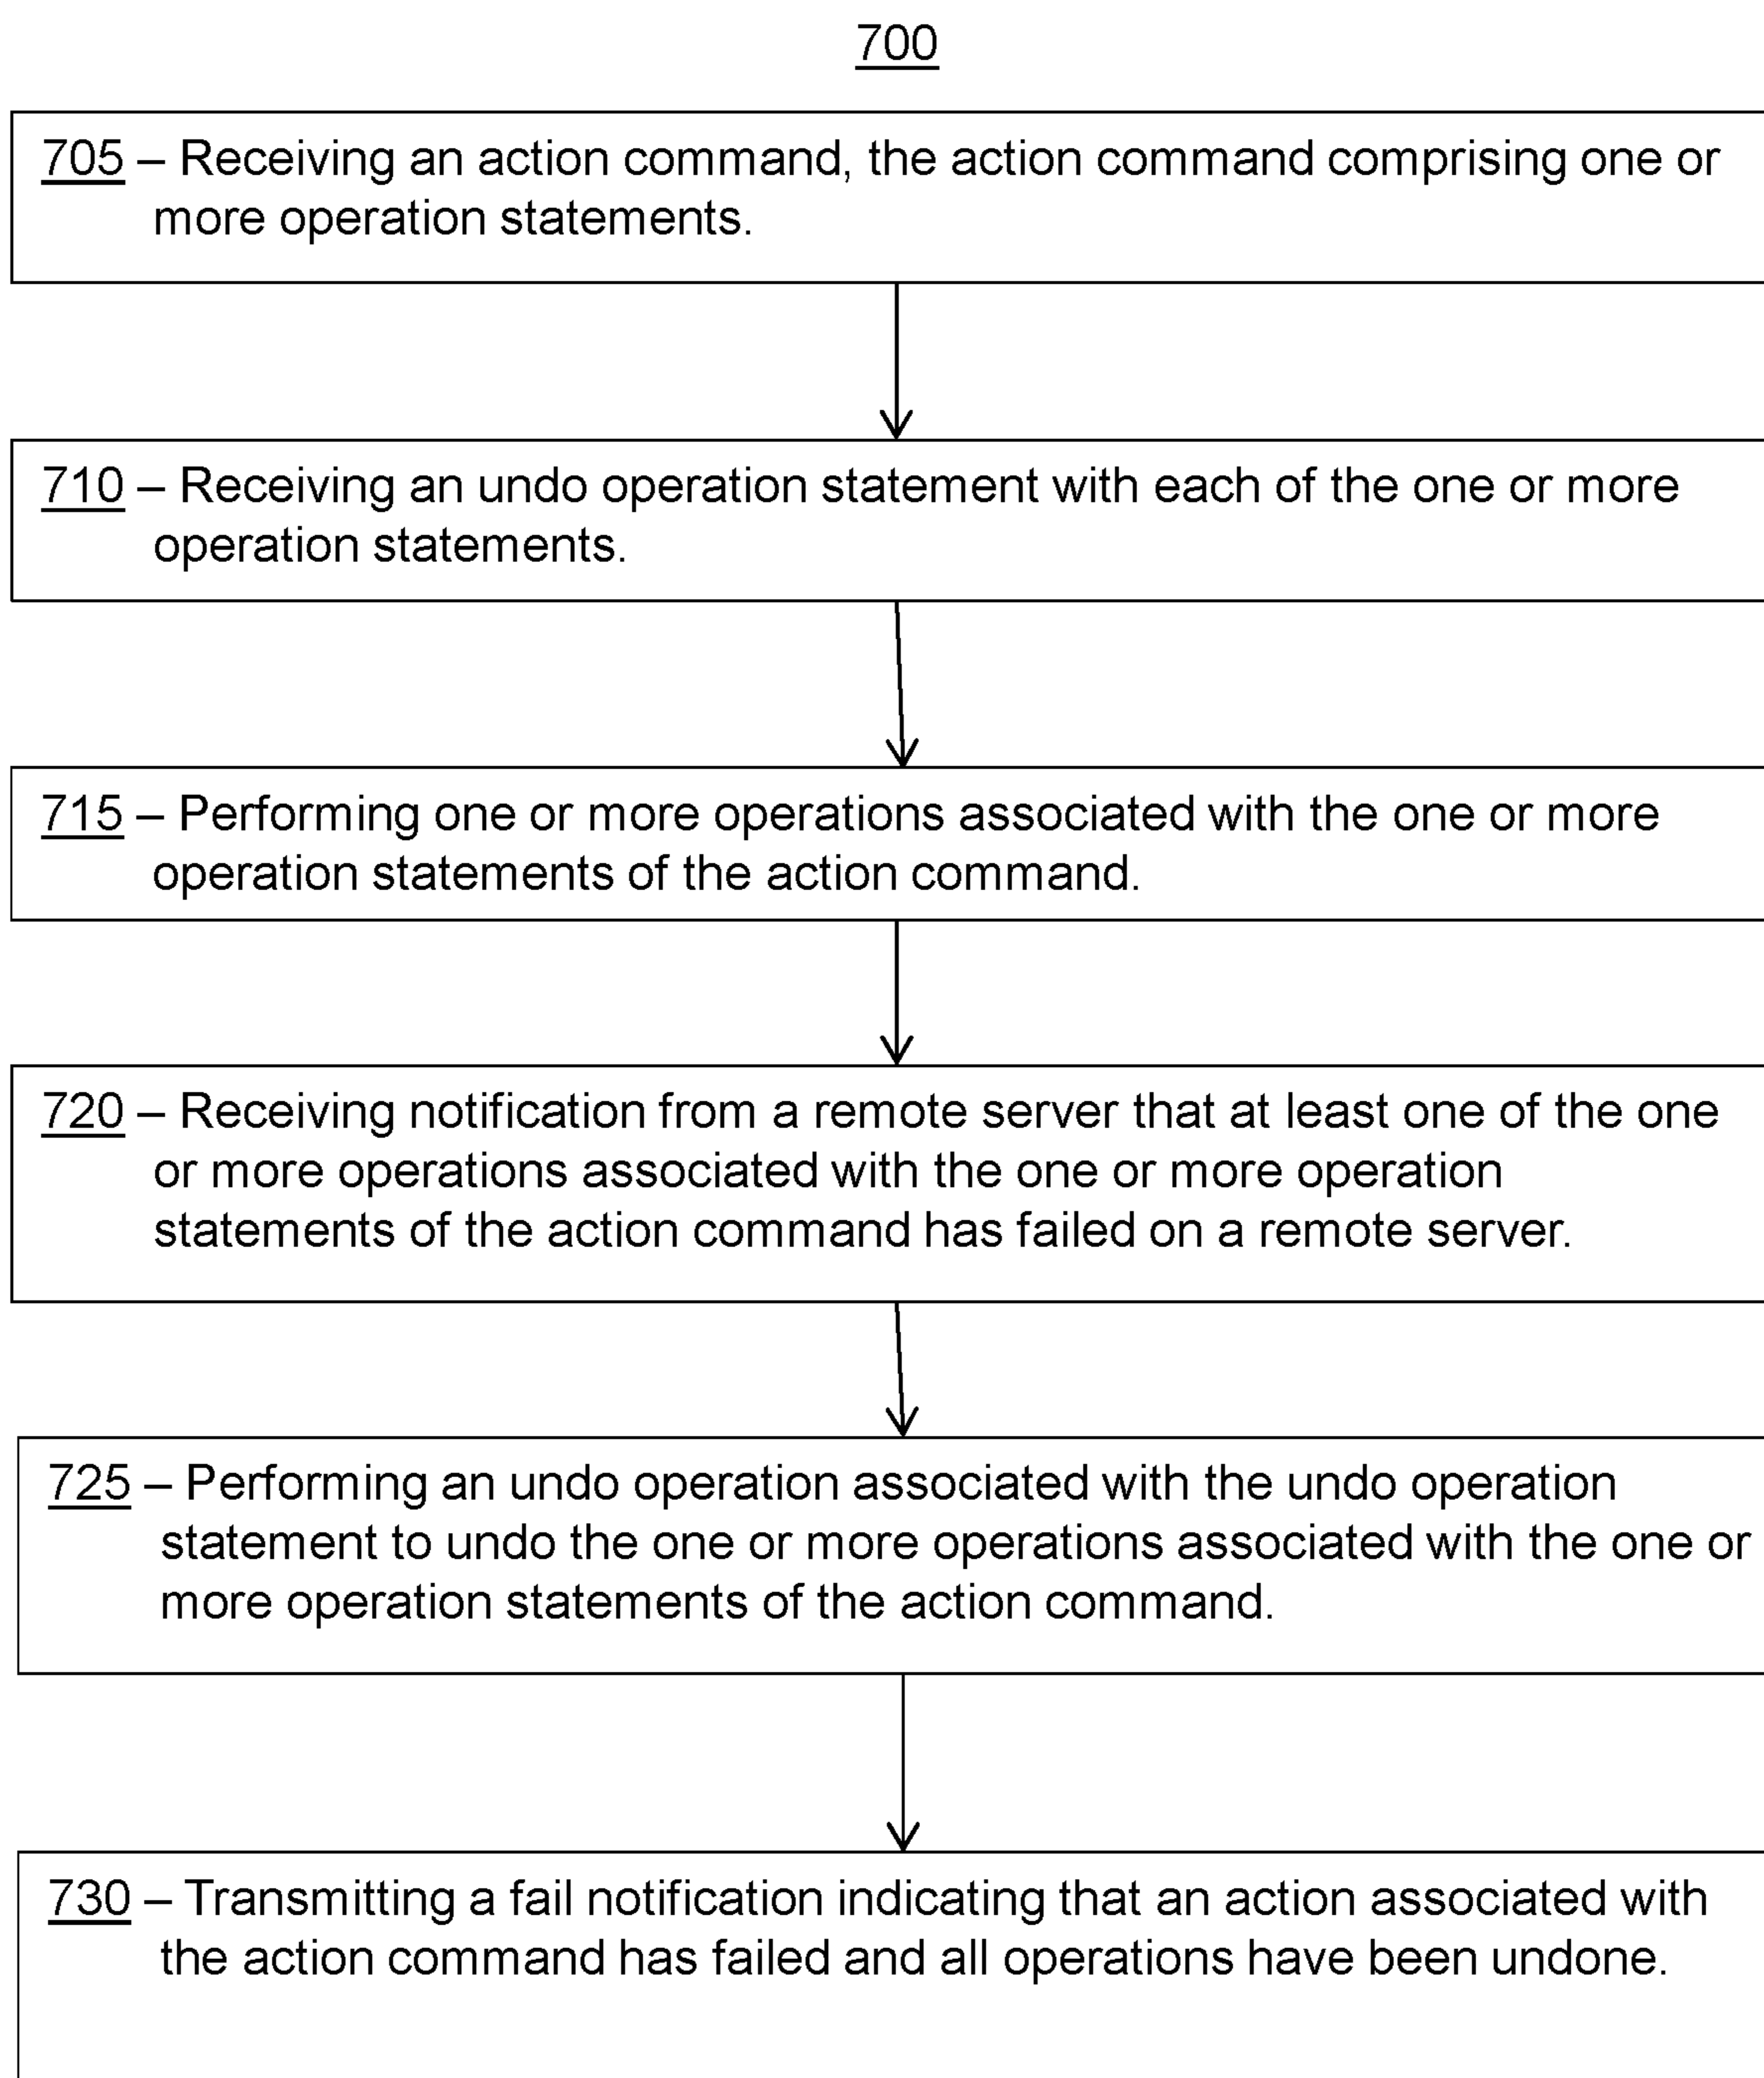 700
705 – Receiving an action command, the action command comprising one or
more operation statements.
710 – Receiving an undo operation statement with each of the one or more
operation statements.
715 – Performing one or more operations associated with the one or more
operation statements of the action command.
720 – Receiving notification from a remote server that at least one of the one
or more operations associated with the one or more operation
statements of the action command has failed on a remote server.
725 – Performing an undo operation associated with the undo operation
statement to undo the one or more operations associated with the one or
more operation statements of the action command.
730 – Transmitting a fail notification indicating that an action associated with
the action command has failed and all operations have been undone.